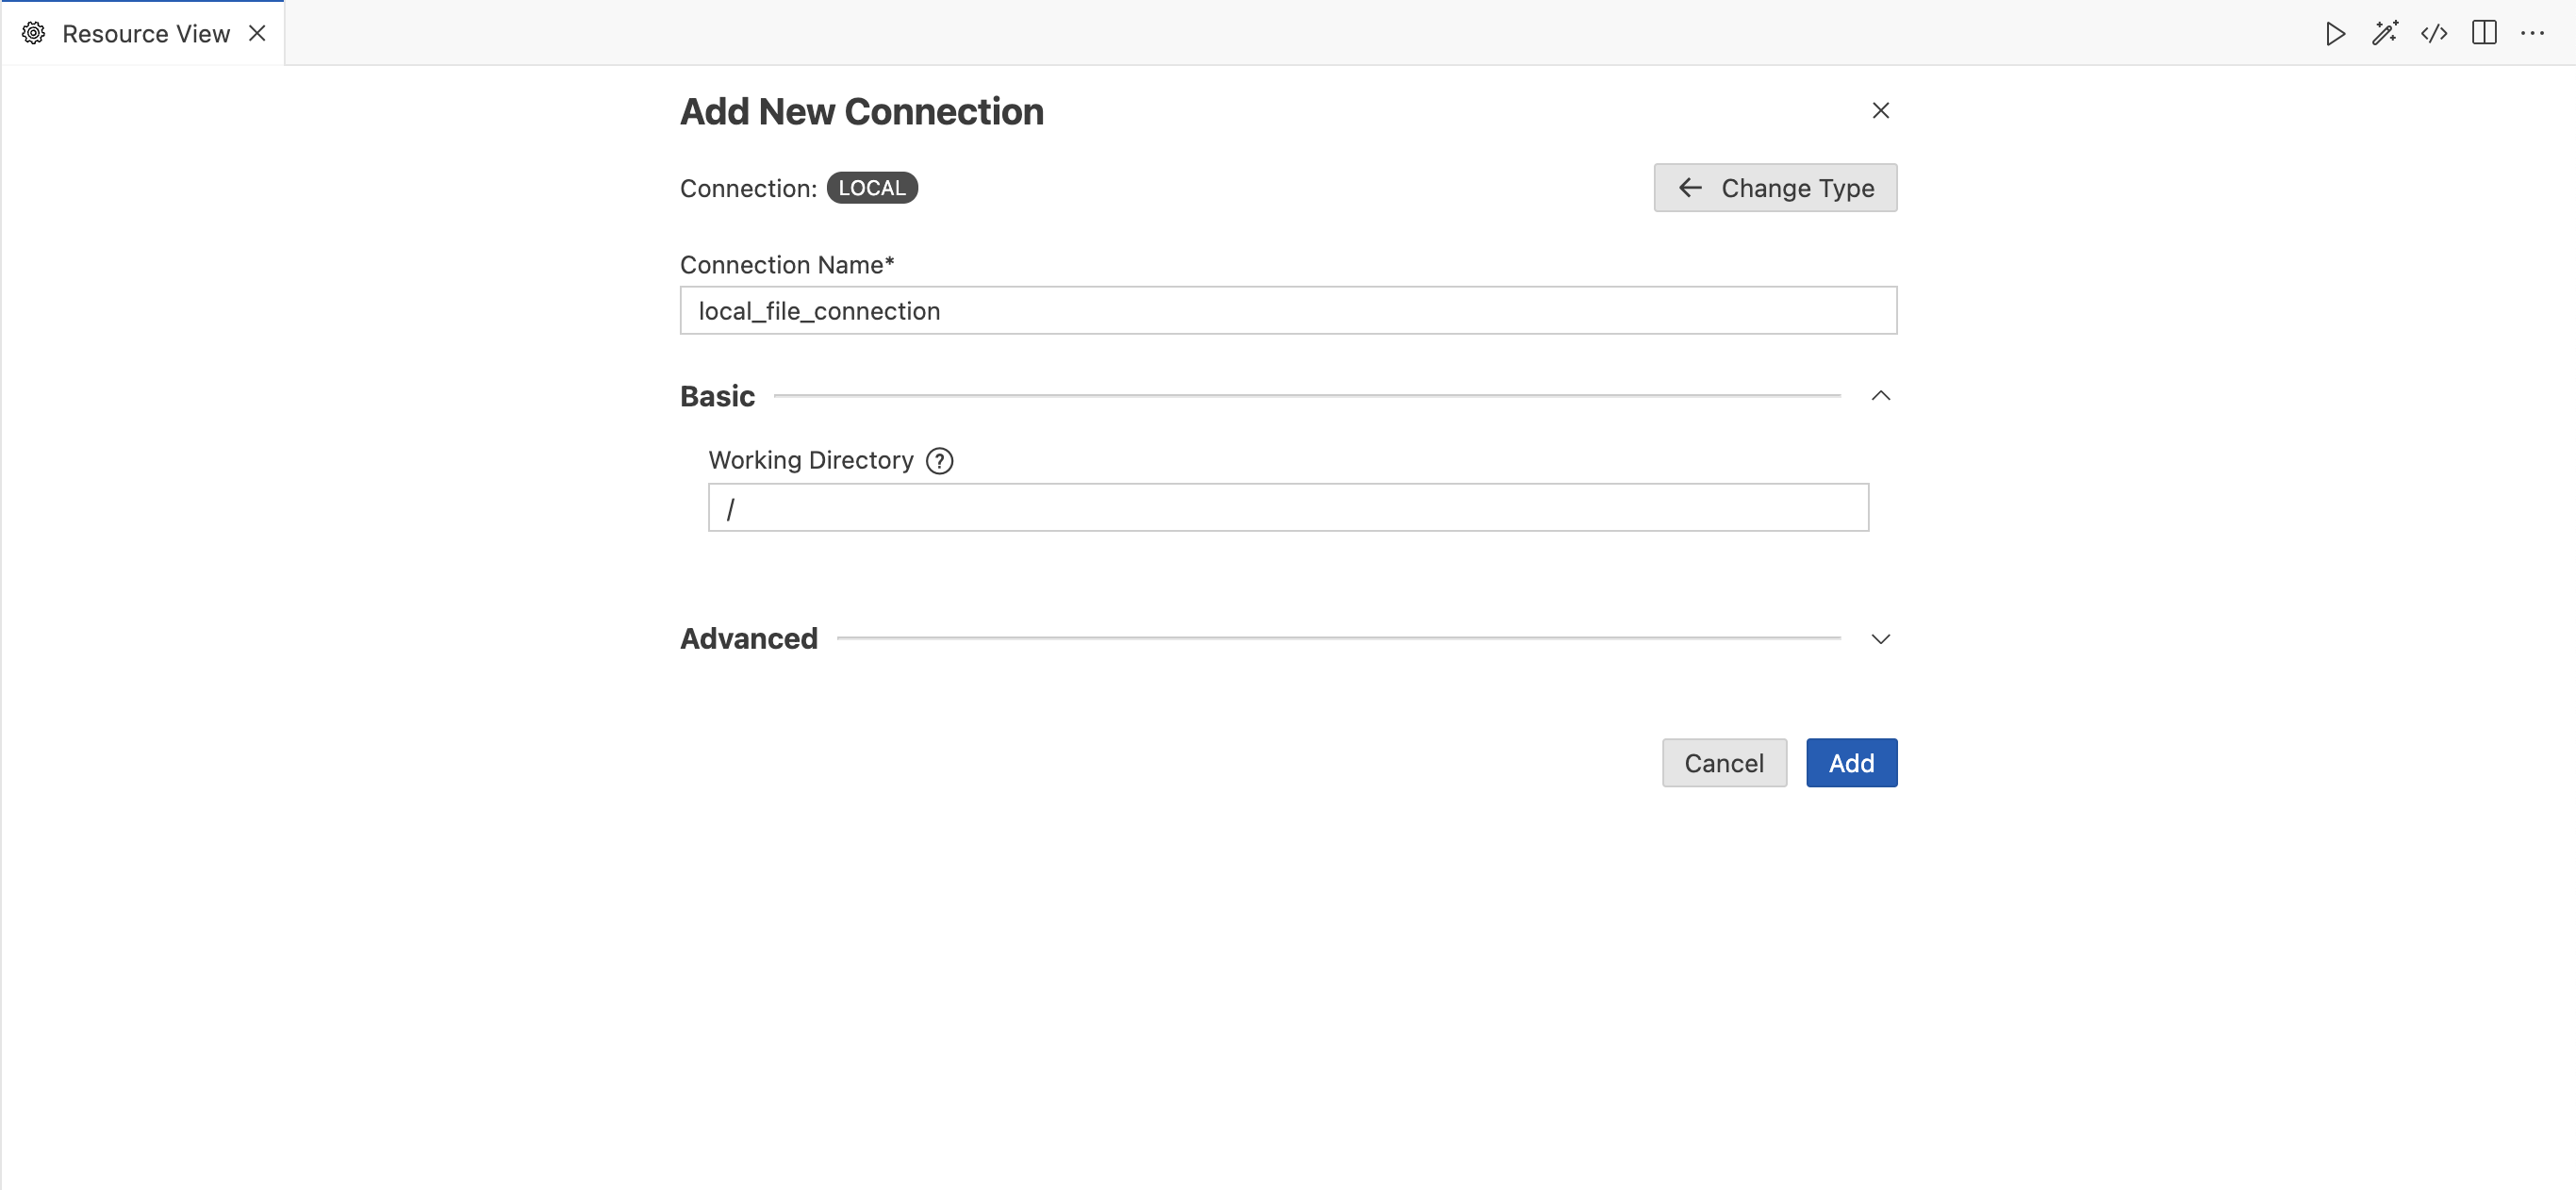 Resource View
Add New Connection
Connection: LOCAL
Change Type
Connection Name*
local_file_connection
Basic
Working Directory ?
/
Advanced
Cancel Add